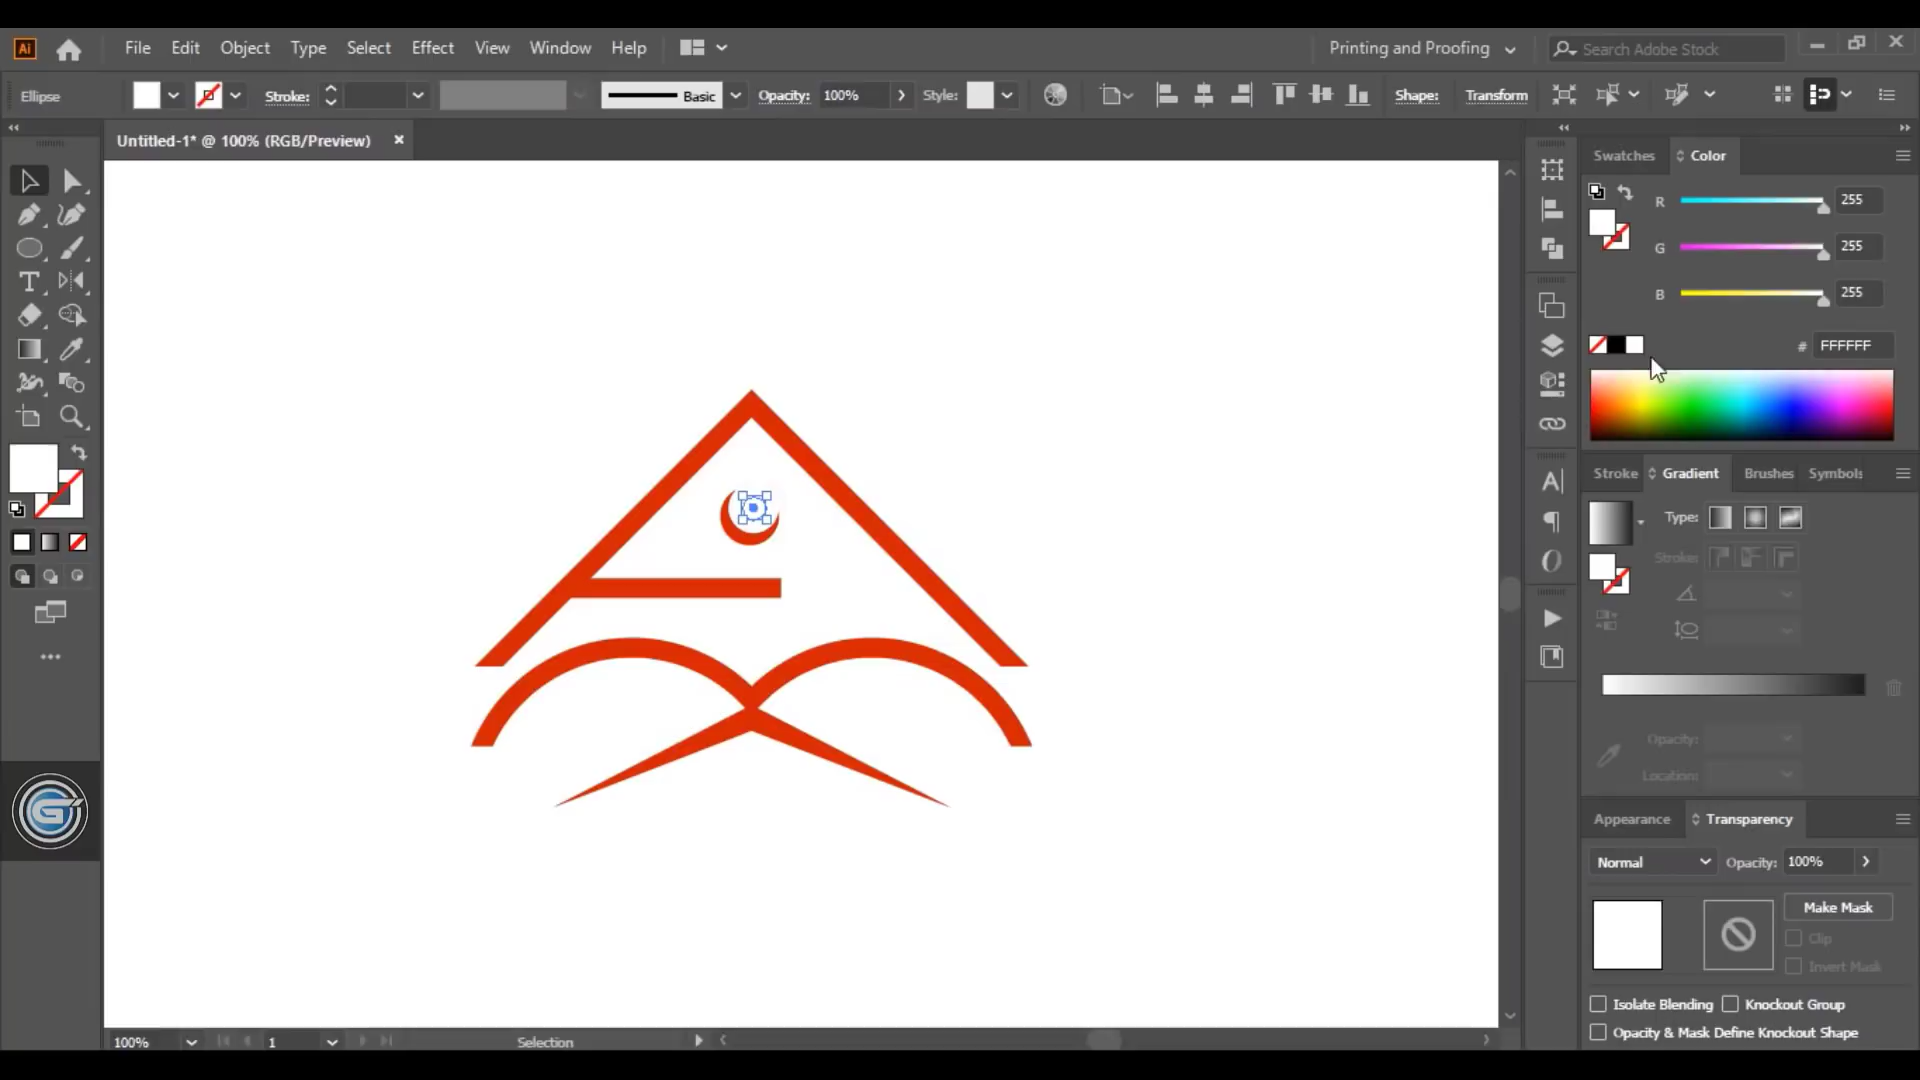 Ai File Edit Object Type Select Effect View Window Help Printing and Proofing Search Adobe Stock
Ellipse Stroke: Basic Opacity: 100% Style: Shape: Transform
Untitled-1* @ 100% (RGB/Preview)
Swatches Color
R 255
G 255
B 255
# FFFFFF
Stroke Gradient Brushes Symbols
Type:
Stroke:
Opacity:
Location:
Appearance Transparency
Normal Opacity: 100%
Make Mask
Clip
Invert Mask
Isolate Blending Knockout Group
Opacity & Mask Define Knockout Shape
100% 1 Selection